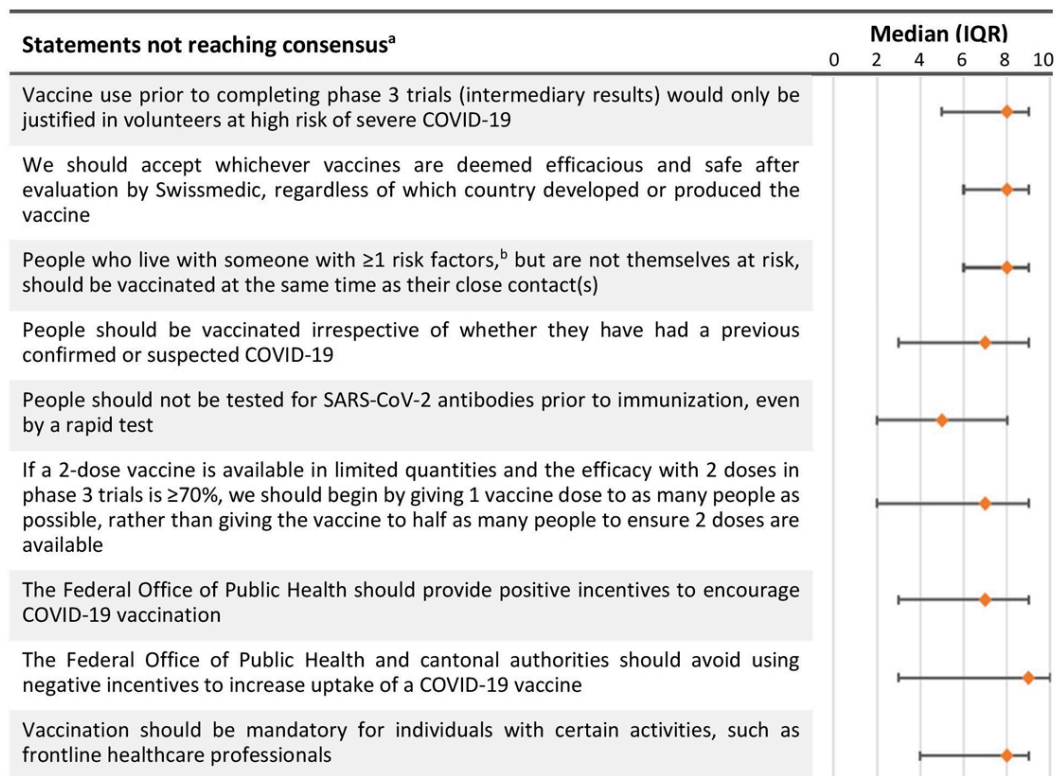 Statements not reaching consensusᵃ
Median (IQR)
0 2 4 6 8 10
Vaccine use prior to completing phase 3 trials (intermediary results) would only be
justified in volunteers at high risk of severe COVID-19
We should accept whichever vaccines are deemed efficacious and safe after
evaluation by Swissmedic, regardless of which country developed or produced the
vaccine
People who live with someone with ≥1 risk factors,ᵇ but are not themselves at risk,
should be vaccinated at the same time as their close contact(s)
People should be vaccinated irrespective of whether they have had a previous
confirmed or suspected COVID-19
People should not be tested for SARS-CoV-2 antibodies prior to immunization, even
by a rapid test
If a 2-dose vaccine is available in limited quantities and the efficacy with 2 doses in
phase 3 trials is ≥70%, we should begin by giving 1 vaccine dose to as many people as
possible, rather than giving the vaccine to half as many people to ensure 2 doses are
available
The Federal Office of Public Health should provide positive incentives to encourage
COVID-19 vaccination
The Federal Office of Public Health and cantonal authorities should avoid using
negative incentives to increase uptake of a COVID-19 vaccine
Vaccination should be mandatory for individuals with certain activities, such as
frontline healthcare professionals